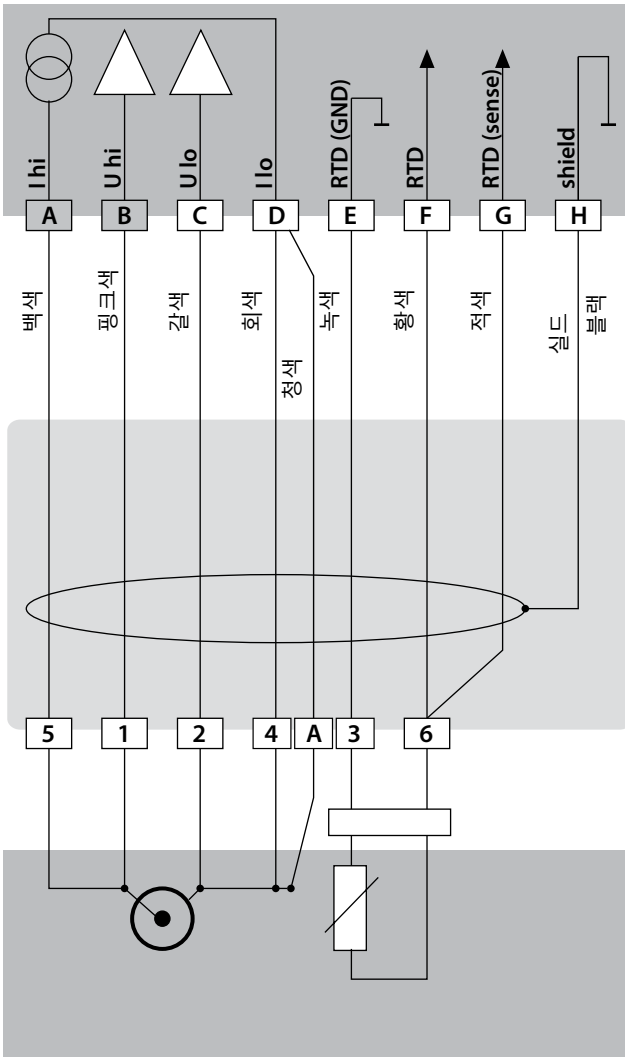 I hi
U hi
U lo
I lo
RTD (GND)
RTD
RTD (sense)
shield
A
B
C
D
E
F
G
H
백색
핑크색
갈색
회색
청색
녹색
황색
적색
실드
블랙
5
1
2
4
A
3
6